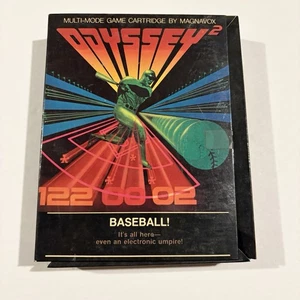 MULTI-MODE GAME CARTRIDGE BY MAGNAVOX
ODYSSEY²
122 00 02
BASEBALL!
It's all here—
even an electronic umpire!